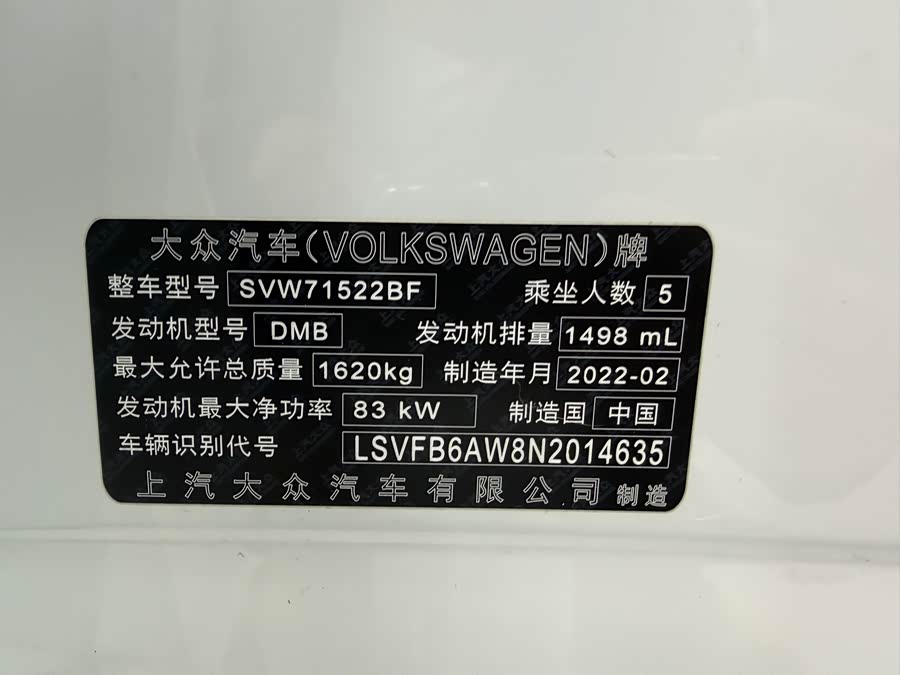 大众汽车(VOLKSWAGEN)牌
整车型号 SVW71522BF 乘坐人数 5
发动机型号 DMB 发动机排量 1498 mL
最大允许总质量 1620kg 制造年月 2022-02
发动机最大净功率 83 kW 制造国 中国
车辆识别代号 LSVFB6AW8N2014635
上汽大众汽车有限公司 制造